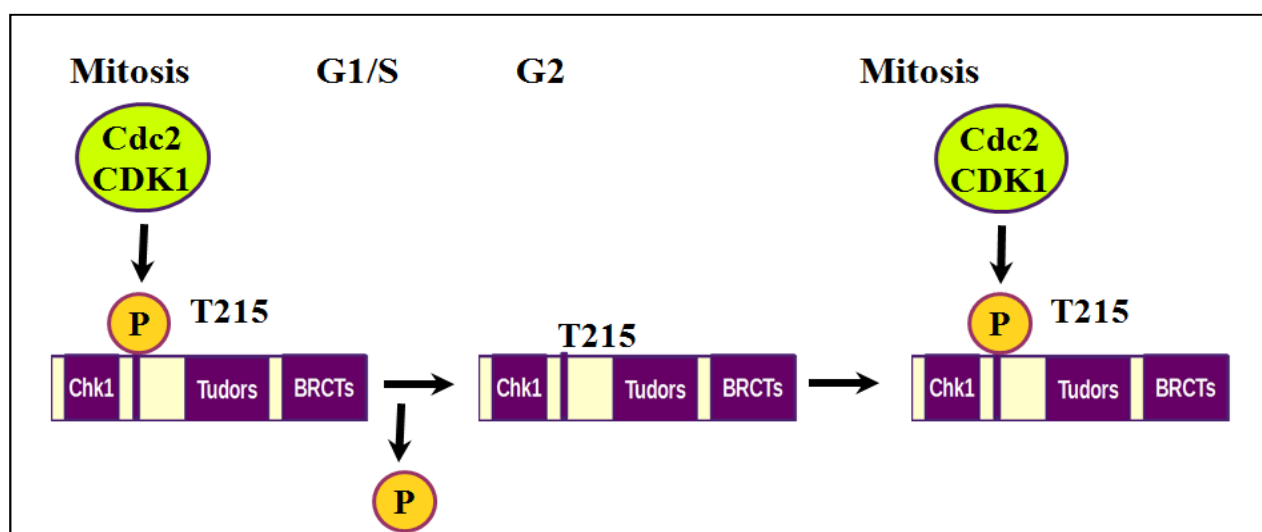 Mitosis G1/S G2 Mitosis
Cdc2
CDK1
Cdc2
CDK1
P T215
T215
P T215
Chk1 Tudors BRCTs
Chk1 Tudors BRCTs
Chk1 Tudors BRCTs
P